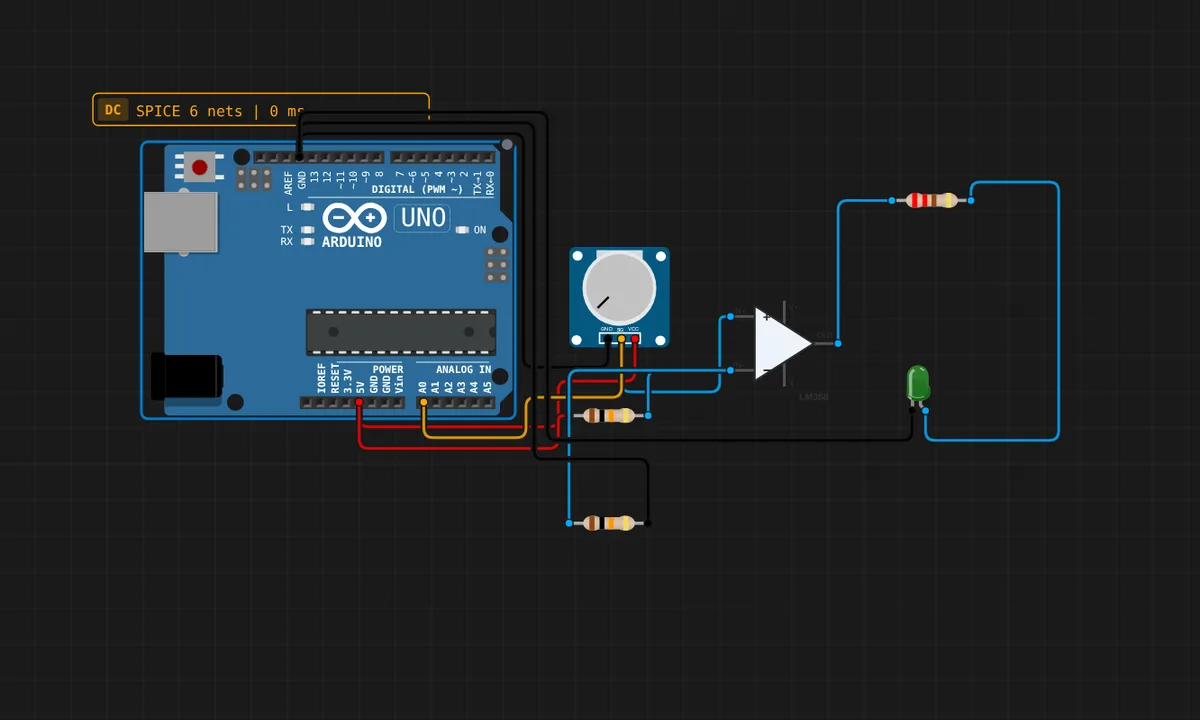 DC SPICE 6 nets | 0 ms
AREF GND 13 12 ~11 ~10 ~9 8 7 ~6 ~5 4 ~3 2 TX→1 RX←0
DIGITAL (PWM ~)
L
TX
RX
UNO
ON
ARDUINO
GND SIG VCC
POWER
ANALOG IN
IOREF RESET 3.3V 5V GND GND Vin A0 A1 A2 A3 A4 A5
OUT
LM358